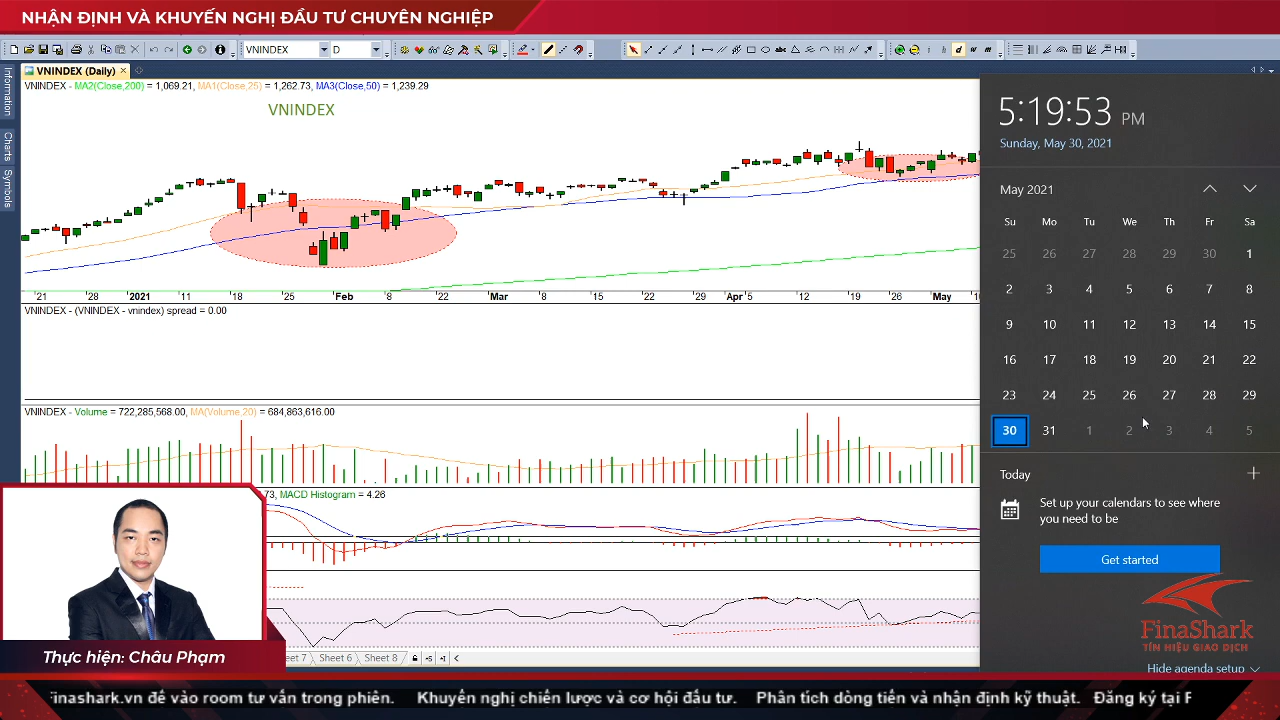 NHẬN ĐỊNH VÀ KHUYẾN NGHỊ ĐẦU TƯ CHUYÊN NGHIỆP
VNINDEX D
VNINDEX (Daily)
Information
Charts
Symbols
VNINDEX - MA2(Close,200) = 1,069.21, MA1(Close,25) = 1,262.73, MA3(Close,50) = 1,239.29
VNINDEX
21 28 2021 11 18 25 Feb 8 22 Mar 8 15 22 29 Apr 5 12 19 26 May
VNINDEX - (VNINDEX - vnindex) spread = 0.00
VNINDEX - Volume = 722,285,568.00, MA(Volume,20) = 684,863,616.00
73, MACD Histogram = 4.26
5:19:53 PM
Sunday, May 30, 2021
May 2021
Su Mo Tu We Th Fr Sa
25 26 27 28 29 30 1
2 3 4 5 6 7 8
9 10 11 12 13 14 15
16 17 18 19 20 21 22
23 24 25 26 27 28 29
30 31 1 2 3 4 5
Today
Set up your calendars to see where
you need to be
Get started
FinaShark
TÍN HIỆU GIAO DỊCH
Hide agenda setup
Thực hiện: Châu Phạm
Sheet 6 Sheet 8
Finashark.vn để vào room tư vấn trong phiên. Khuyến nghị chiến lược và cơ hội đầu tư. Phân tích dòng tiền và nhận định kỹ thuật. Đăng ký tại